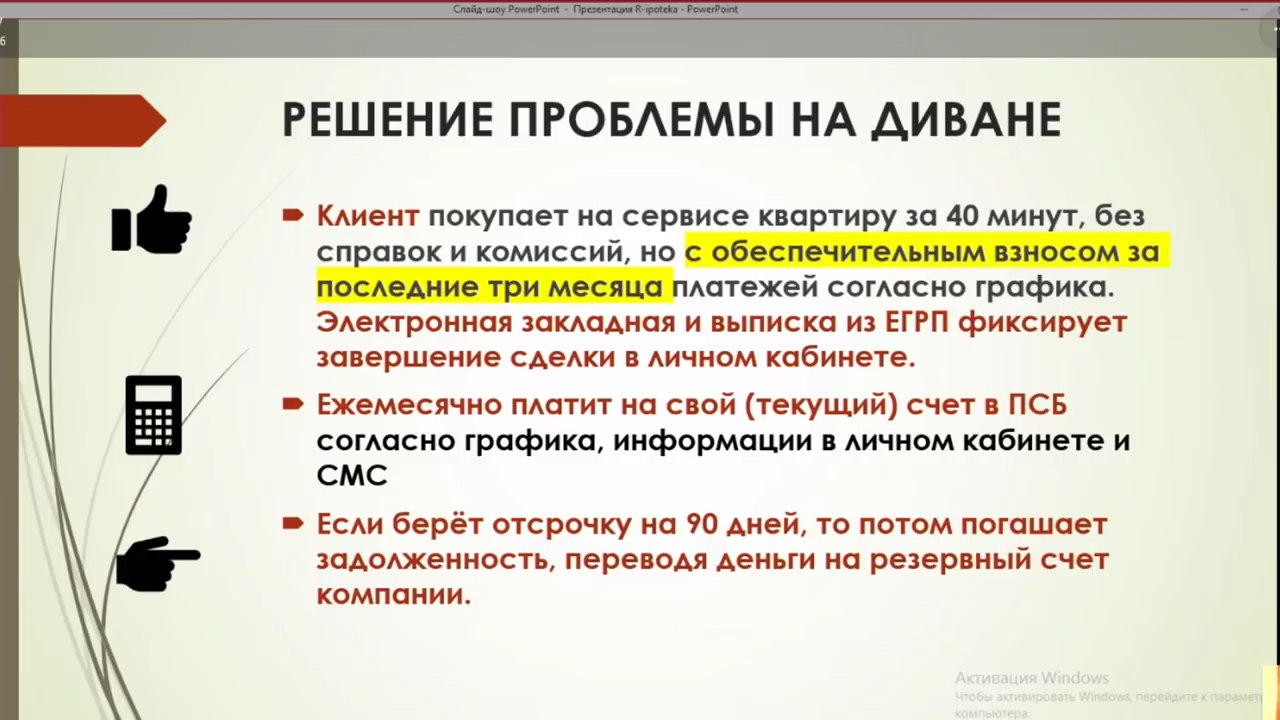 Слайд-шоу PowerPoint - Презентация R-ipoteka - PowerPoint
6
РЕШЕНИЕ ПРОБЛЕМЫ НА ДИВАНЕ
Клиент покупает на сервисе квартиру за 40 минут, без
справок и комиссий, но с обеспечительным взносом за
последние три месяца платежей согласно графика.
Электронная закладная и выписка из ЕГРП фиксирует
завершение сделки в личном кабинете.
Ежемесячно платит на свой (текущий) счет в ПСБ
согласно графика, информации в личном кабинете и
СМС
Если берёт отсрочку на 90 дней, то потом погашает
задолженность, переводя деньги на резервный счет
компании.
Активация Windows
Чтобы активировать Windows, перейдите к параметр
компьютера.